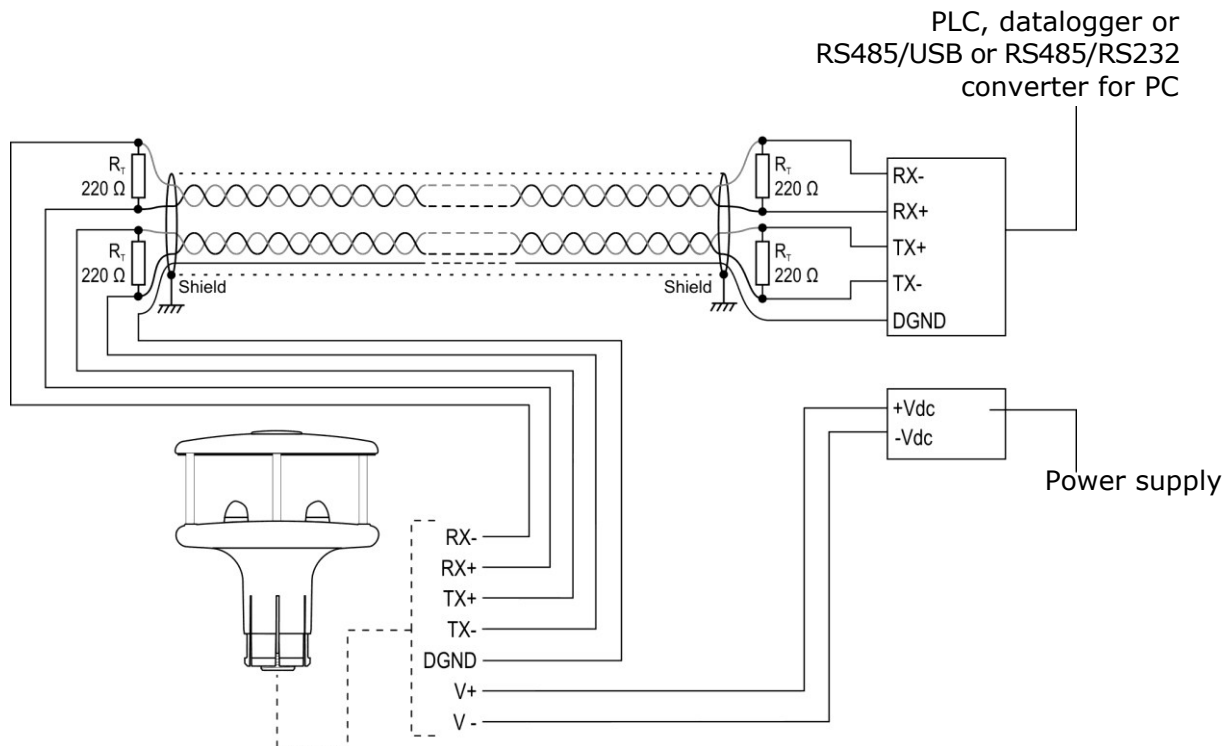 PLC, datalogger or
RS485/USB or RS485/RS232
converter for PC
RT
220 Ω
RT
220 Ω
RX-
RX+
RT
220 Ω
RT
220 Ω
TX+
TX-
Shield
Shield
DGND
+Vdc
-Vdc
Power supply
RX-
RX+
TX+
TX-
DGND
V+
V -